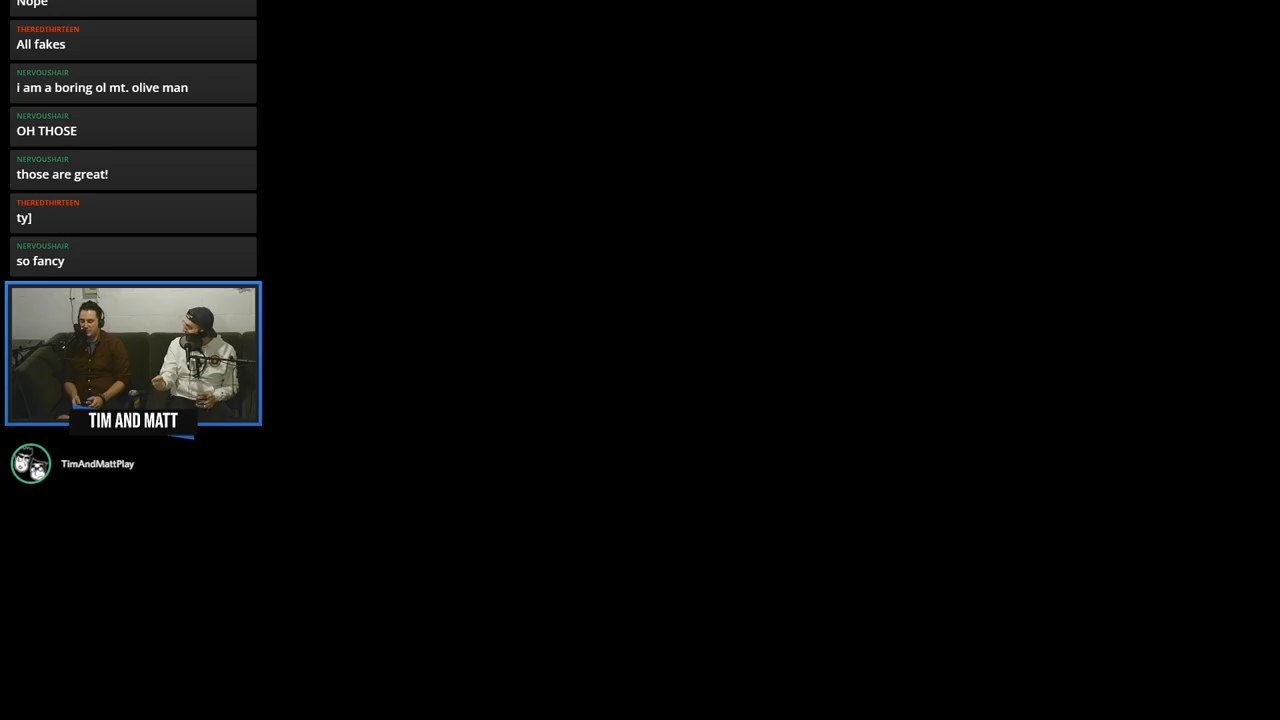 Nope
THEREDTHIRTEEN
All fakes
NERVOUSHAIR
i am a boring ol mt. olive man
NERVOUSHAIR
OH THOSE
NERVOUSHAIR
those are great!
THEREDTHIRTEEN
ty]
NERVOUSHAIR
so fancy
TIM AND MATT
TimAndMattPlay